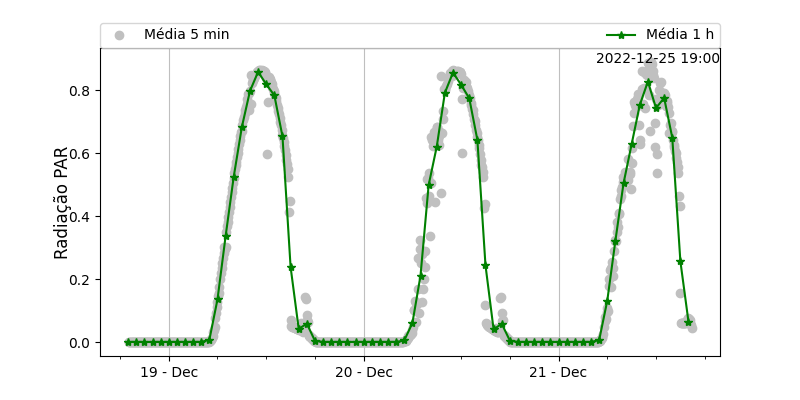 Média 5 min
Média 1 h
2022-12-25 19:00
Radiação PAR
0.8
0.6
0.4
0.2
0.0
19 - Dec
20 - Dec
21 - Dec